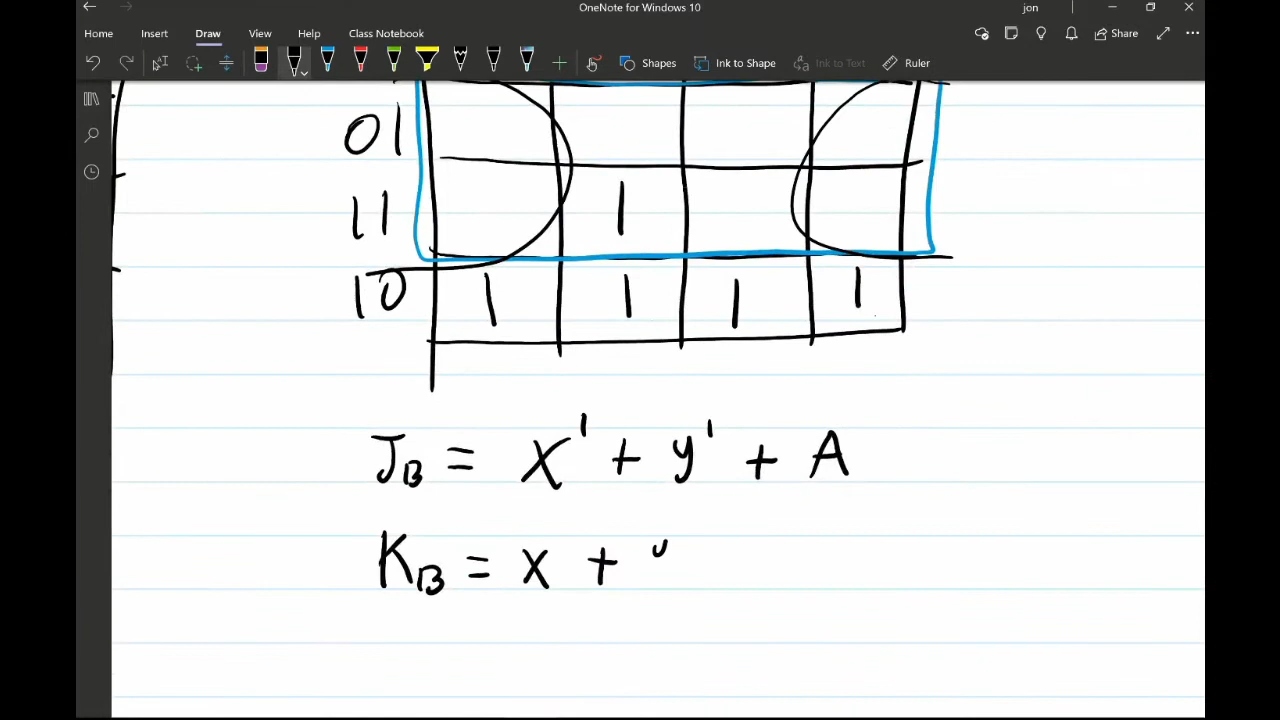 OneNote for Windows 10
jon
Home Insert Draw View Help Class Notebook Share
Shapes Ink to Shape Ink to Text Ruler
01
11 1
10 1 1 1 1
J_B = x' + y' + A
K_B = x +